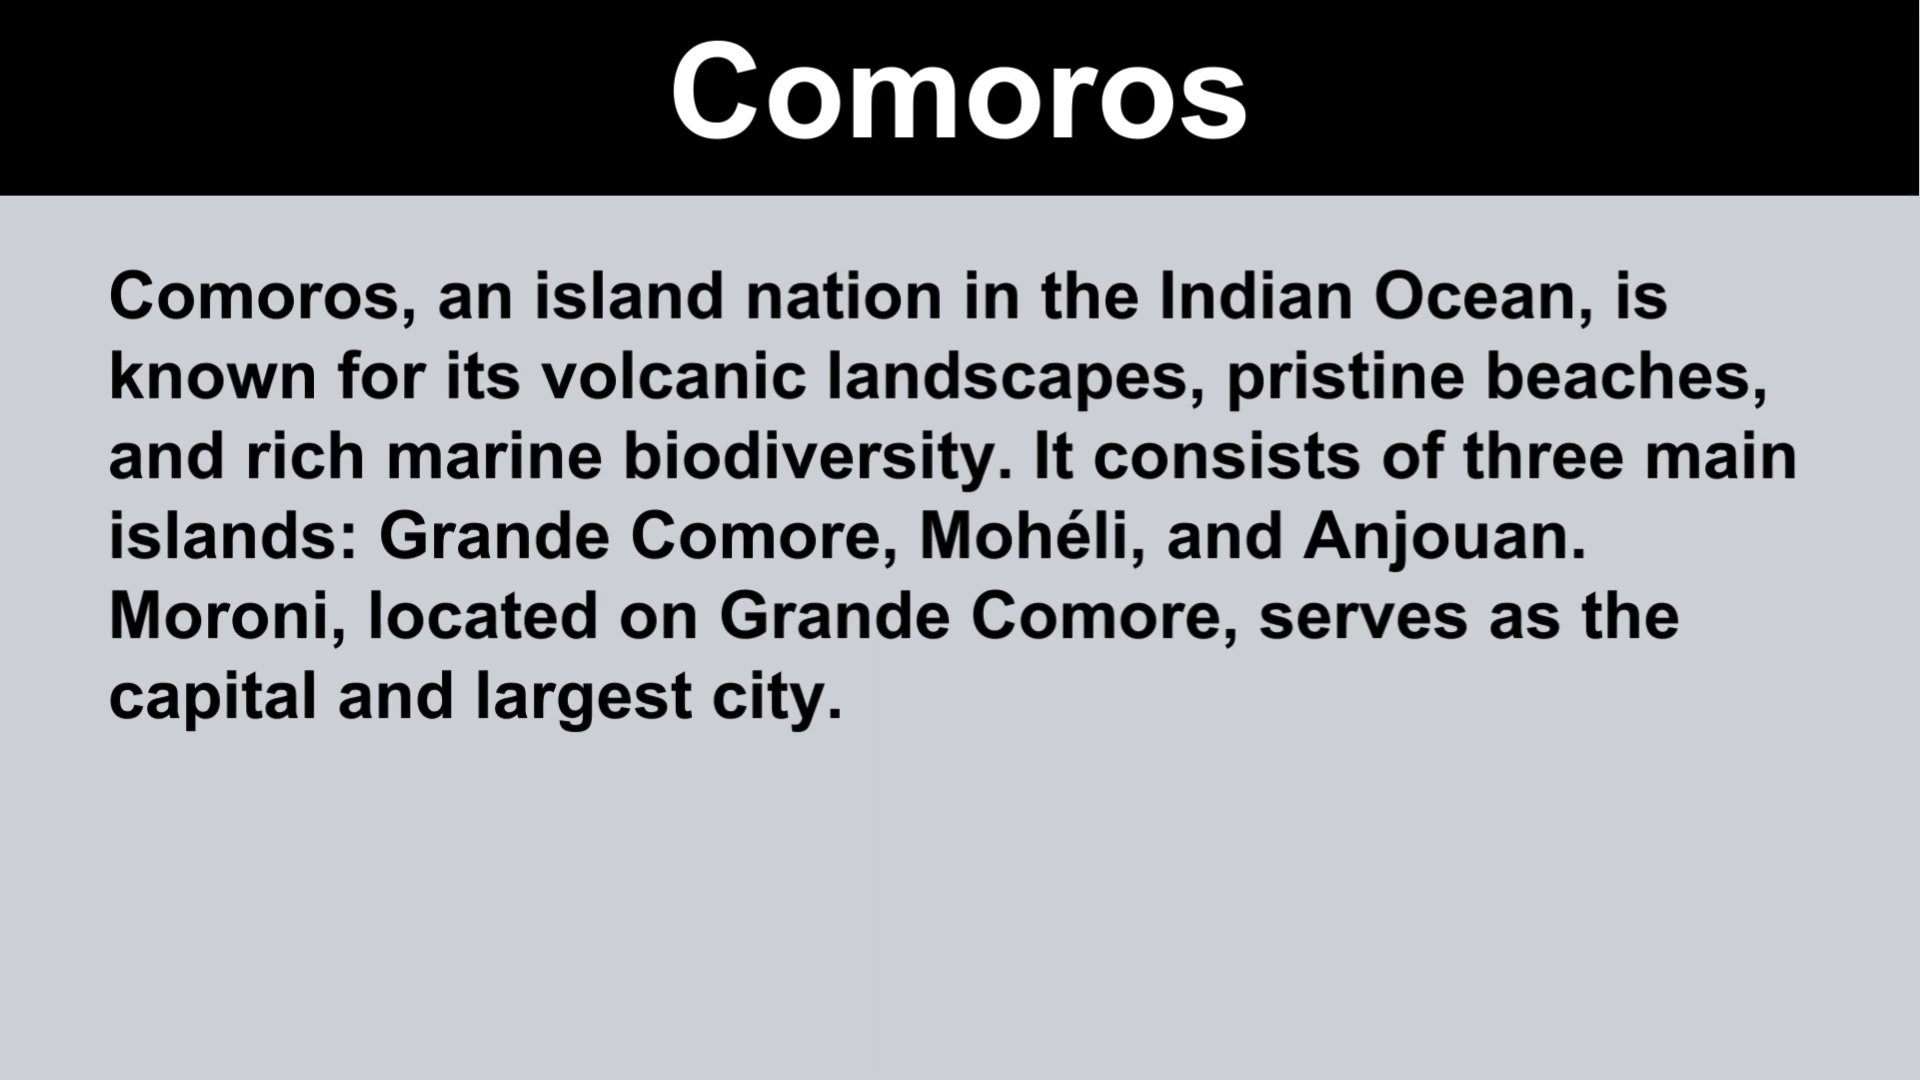 Comoros
Comoros, an island nation in the Indian Ocean, is
known for its volcanic landscapes, pristine beaches,
and rich marine biodiversity. It consists of three main
islands: Grande Comore, Mohéli, and Anjouan.
Moroni, located on Grande Comore, serves as the
capital and largest city.